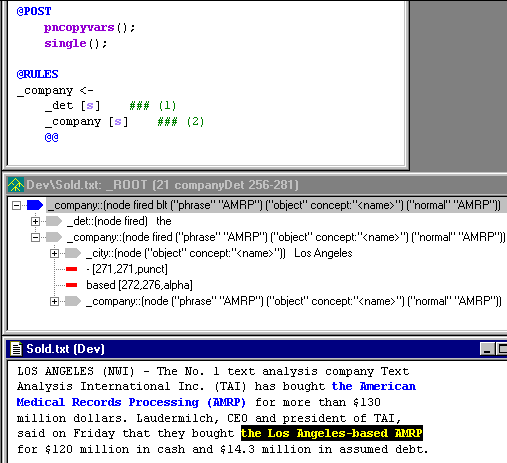 @POST
pncopyvars();
single();
@RULES
_company <-
_det [s] ### (1)
_company [s] ### (2)
@@
Dev\Sold.txt: _ROOT (21 companyDet 256-281)
_company::(node fired blt ("phrase" "AMRP") ("object" concept:"<name>") ("normal" "AMRP"))
_det::(node fired) the
_company::(node fired ("phrase" "AMRP") ("object" concept:"<name>") ("normal" "AMRP"))
_city::(node ("object" concept:"<name>")) Los Angeles
- [271,271,punct]
based [272,276,alpha]
_company::(node ("phrase" "AMRP") ("object" concept:"<name>") ("normal" "AMRP"))
Sold.txt (Dev)
LOS ANGELES (NWI) - The No. 1 text analysis company Text
Analysis International Inc. (TAI) has bought the American
Medical Records Processing (AMRP) for more than $130
million dollars. Laudermilch, CEO and president of TAI,
said on Friday that they bought the Los Angeles-based AMRP
for $120 million in cash and $14.3 million in assumed debt.